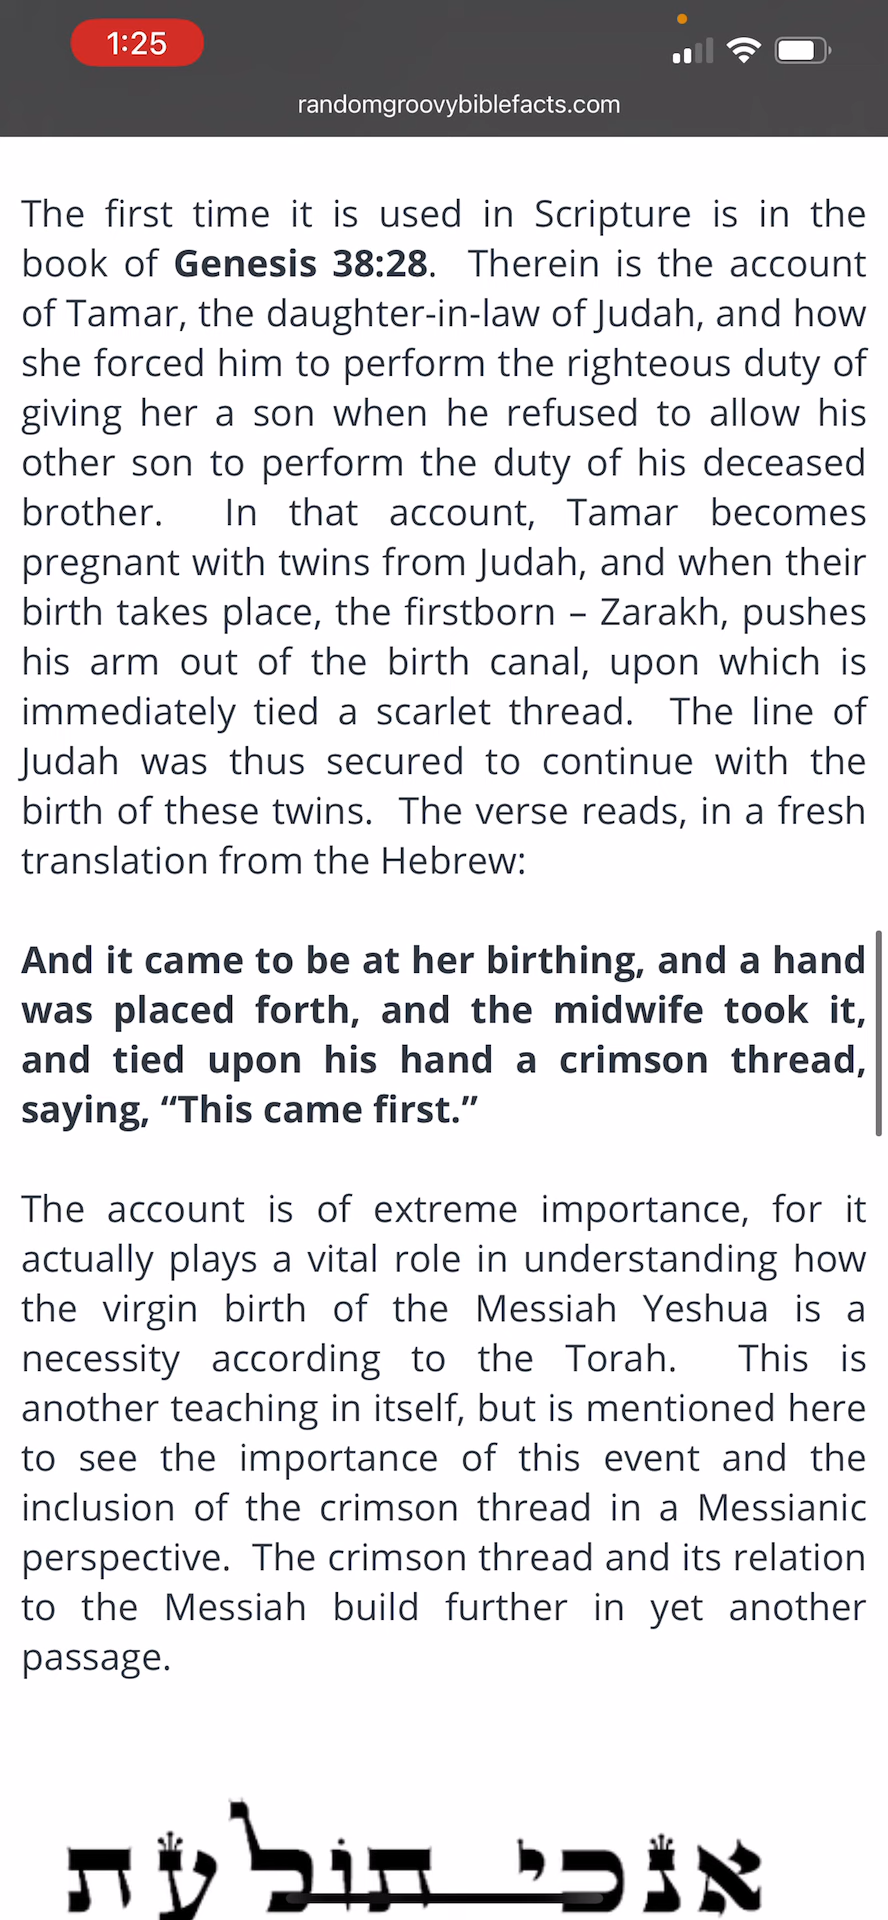 1:25
randomgroovybiblefacts.com
The first time it is used in Scripture is in the
book of Genesis 38:28. Therein is the account
of Tamar, the daughter-in-law of Judah, and how
she forced him to perform the righteous duty of
giving her a son when he refused to allow his
other son to perform the duty of his deceased
brother. In that account, Tamar becomes
pregnant with twins from Judah, and when their
birth takes place, the firstborn – Zarakh, pushes
his arm out of the birth canal, upon which is
immediately tied a scarlet thread. The line of
Judah was thus secured to continue with the
birth of these twins. The verse reads, in a fresh
translation from the Hebrew:
And it came to be at her birthing, and a hand
was placed forth, and the midwife took it,
and tied upon his hand a crimson thread,
saying, “This came first.”
The account is of extreme importance, for it
actually plays a vital role in understanding how
the virgin birth of the Messiah Yeshua is a
necessity according to the Torah. This is
another teaching in itself, but is mentioned here
to see the importance of this event and the
inclusion of the crimson thread in a Messianic
perspective. The crimson thread and its relation
to the Messiah build further in yet another
passage.
אנכי תולעת